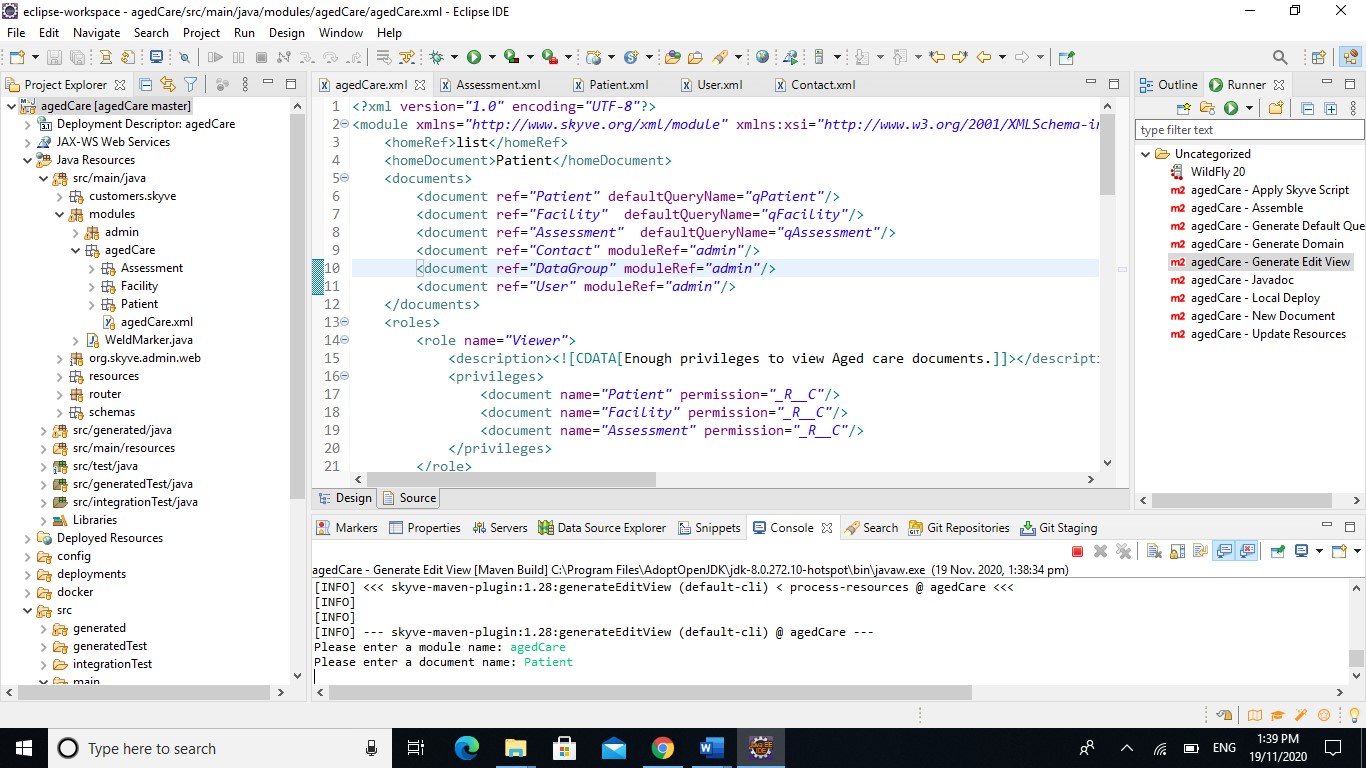 eclipse-workspace - agedCare/src/main/java/modules/agedCare/agedCare.xml - Eclipse IDE
File Edit Navigate Search Project Run Design Window Help
Project Explorer
agedCare [agedCare master]
Deployment Descriptor: agedCare
JAX-WS Web Services
Java Resources
src/main/java
customers.skyve
modules
admin
agedCare
Assessment
Facility
Patient
agedCare.xml
WeldMarker.java
org.skyve.admin.web
resources
router
schemas
src/generated/java
src/main/resources
src/test/java
src/generatedTest/java
src/integrationTest/java
Libraries
Deployed Resources
config
deployments
docker
src
generated
generatedTest
integrationTest
main
agedCare.xml Assessment.xml Patient.xml User.xml Contact.xml
1 <?xml version="1.0" encoding="UTF-8"?>
2 <module xmlns="http://www.skyve.org/xml/module" xmlns:xsi="http://www.w3.org/2001/XMLSchema-in
3 <homeRef>list</homeRef>
4 <homeDocument>Patient</homeDocument>
5 <documents>
6 <document ref="Patient" defaultQueryName="qPatient"/>
7 <document ref="Facility"  defaultQueryName="qFacility"/>
8 <document ref="Assessment"  defaultQueryName="qAssessment"/>
9 <document ref="Contact" moduleRef="admin"/>
10 <document ref="DataGroup" moduleRef="admin"/>
11 <document ref="User" moduleRef="admin"/>
12 </documents>
13 <roles>
14 <role name="Viewer">
15 <description><![CDATA[Enough privileges to view Aged care documents.]]></descripti
16 <privileges>
17 <document name="Patient" permission="_R__C"/>
18 <document name="Facility" permission="_R__C"/>
19 <document name="Assessment" permission="_R__C"/>
20 </privileges>
21 </role>
Design Source
Outline Runner
type filter text
Uncategorized
WildFly 20
m2 agedCare - Apply Skyve Script
m2 agedCare - Assemble
m2 agedCare - Generate Default Que
m2 agedCare - Generate Domain
m2 agedCare - Generate Edit View
m2 agedCare - Javadoc
m2 agedCare - Local Deploy
m2 agedCare - New Document
m2 agedCare - Update Resources
Markers Properties Servers Data Source Explorer Snippets Console Search Git Repositories Git Staging
agedCare - Generate Edit View [Maven Build] C:\Program Files\AdoptOpenJDK\jdk-8.0.272.10-hotspot\bin\javaw.exe (19 Nov. 2020, 1:38:34 pm)
[INFO] <<< skyve-maven-plugin:1.28:generateEditView (default-cli) < process-resources @ agedCare <<<
[INFO]
[INFO]
[INFO] --- skyve-maven-plugin:1.28:generateEditView (default-cli) @ agedCare ---
Please enter a module name: agedCare
Please enter a document name: Patient
Type here to search
ENG
1:39 PM
19/11/2020